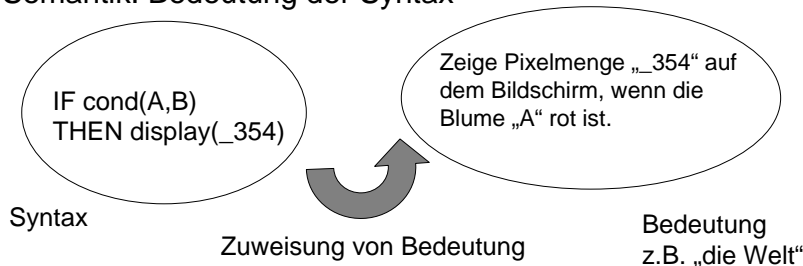 Semantik: Bedeutung der Syntax
IF cond(A,B)
THEN display(_354)
Zeige Pixelmenge „_354“ auf
dem Bildschirm, wenn die
Blume „A“ rot ist.
Syntax
Zuweisung von Bedeutung
Bedeutung
z.B. „die Welt“